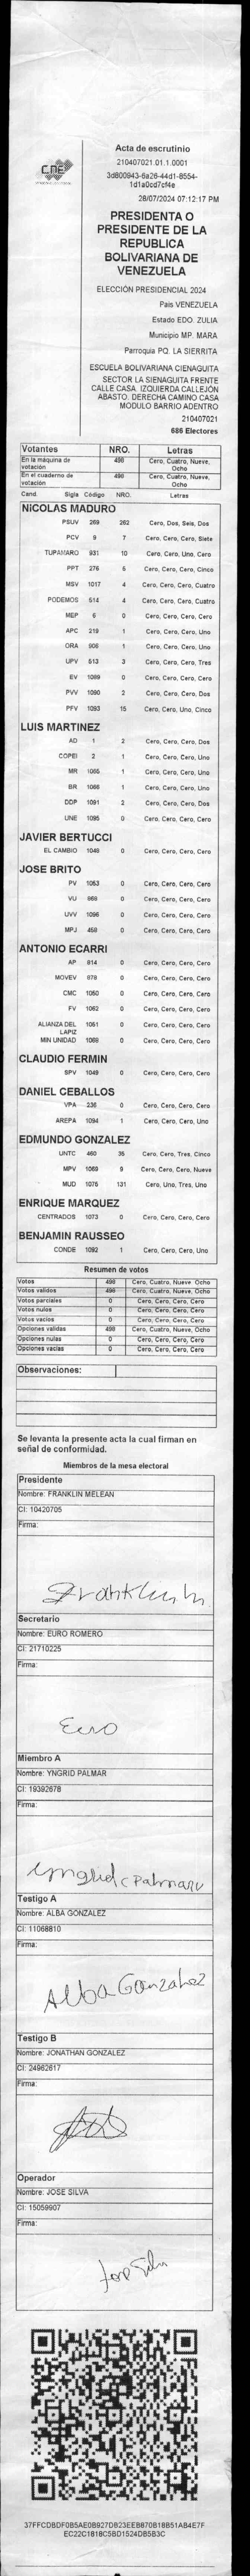 CNE
Acta de escrutinio
210407021.01.1.0001
3d800943-6a26-44d1-8554-
1d1a0cd7cf4e
28/07/2024 07:12:17 PM
PRESIDENTA O
PRESIDENTE DE LA
REPUBLICA
BOLIVARIANA DE
VENEZUELA
ELECCIÓN PRESIDENCIAL 2024
Pais VENEZUELA
Estado EDO. ZULIA
Municipio MP. MARA
Parroquia PQ. LA SIERRITA
ESCUELA BOLIVARIANA CIENAGUITA
SECTOR LA SIENAGUITA FRENTE
CALLE CASA. IZQUIERDA CALLEJÓN
ABASTO. DERECHA CAMINO CASA
MODULO BARRIO ADENTRO
210407021
686 Electores
Votantes NRO. Letras
En la máquina de votación 498 Cero, Cuatro, Nueve, Ocho
En el cuaderno de votación 498 Cero, Cuatro, Nueve, Ocho
Cand. Sigla Código NRO. Letras
NICOLAS MADURO
PSUV 269 262 Cero, Dos, Seis, Dos
PCV 9 7 Cero, Cero, Cero, Siete
TUPAMARO 931 10 Cero, Cero, Uno, Cero
PPT 276 5 Cero, Cero, Cero, Cinco
MSV 1017 4 Cero, Cero, Cero, Cuatro
PODEMOS 514 4 Cero, Cero, Cero, Cuatro
MEP 6 0 Cero, Cero, Cero, Cero
APC 219 1 Cero, Cero, Cero, Uno
ORA 906 1 Cero, Cero, Cero, Uno
UPV 513 3 Cero, Cero, Cero, Tres
EV 1089 0 Cero, Cero, Cero, Cero
PVV 1090 2 Cero, Cero, Cero, Dos
PFV 1093 15 Cero, Cero, Uno, Cinco
LUIS MARTINEZ
AD 1 2 Cero, Cero, Cero, Dos
COPEI 2 1 Cero, Cero, Cero, Uno
MR 1065 1 Cero, Cero, Cero, Uno
BR 1066 1 Cero, Cero, Cero, Uno
DDP 1091 2 Cero, Cero, Cero, Dos
UNE 1095 0 Cero, Cero, Cero, Cero
JAVIER BERTUCCI
EL CAMBIO 1048 0 Cero, Cero, Cero, Cero
JOSE BRITO
PV 1053 0 Cero, Cero, Cero, Cero
VU 968 0 Cero, Cero, Cero, Cero
UVV 1096 0 Cero, Cero, Cero, Cero
MPJ 458 0 Cero, Cero, Cero, Cero
ANTONIO ECARRI
AP 814 0 Cero, Cero, Cero, Cero
MOVEV 978 0 Cero, Cero, Cero, Cero
CMC 1050 0 Cero, Cero, Cero, Cero
FV 1062 0 Cero, Cero, Cero, Cero
ALIANZA DEL LAPIZ 1051 0 Cero, Cero, Cero, Cero
MIN UNIDAD 1069 0 Cero, Cero, Cero, Cero
CLAUDIO FERMIN
SPV 1049 0 Cero, Cero, Cero, Cero
DANIEL CEBALLOS
VPA 236 0 Cero, Cero, Cero, Cero
AREPA 1094 1 Cero, Cero, Cero, Uno
EDMUNDO GONZALEZ
UNTC 460 35 Cero, Cero, Tres, Cinco
MPV 1069 9 Cero, Cero, Cero, Nueve
MUD 1075 131 Cero, Uno, Tres, Uno
ENRIQUE MARQUEZ
CENTRADOS 1073 0 Cero, Cero, Cero, Cero
BENJAMIN RAUSSEO
CONDE 1092 1 Cero, Cero, Cero, Uno
Resumen de votos
Votos 498 Cero, Cuatro, Nueve, Ocho
Votos validos 498 Cero, Cuatro, Nueve, Ocho
Votos parciales 0 Cero, Cero, Cero, Cero
Votos nulos 0 Cero, Cero, Cero, Cero
Votos vacios 0 Cero, Cero, Cero, Cero
Opciones validas 498 Cero, Cuatro, Nueve, Ocho
Opciones nulas 0 Cero, Cero, Cero, Cero
Opciones vacias 0 Cero, Cero, Cero, Cero
Observaciones:
Se levanta la presente acta la cual firman en
señal de conformidad.
Miembros de la mesa electoral
Presidente
Nombre: FRANKLIN MELEAN
CI: 10420705
Firma:
Secretario
Nombre: EURO ROMERO
CI: 21710225
Firma:
Euro
Miembro A
Nombre: YNGRID PALMAR
CI: 19392678
Firma:
Testigo A
Nombre: ALBA GONZALEZ
CI: 11068810
Firma:
Alba Gonzalez
Testigo B
Nombre: JONATHAN GONZALEZ
CI: 24962617
Firma:
Operador
Nombre: JOSE SILVA
CI: 15059907
Firma:
Jose Silva
37FFCDBDF0B5AE0B927DB23EEB870B18B51AB4E7F
EC22C1818C5BD1524DB5B3C